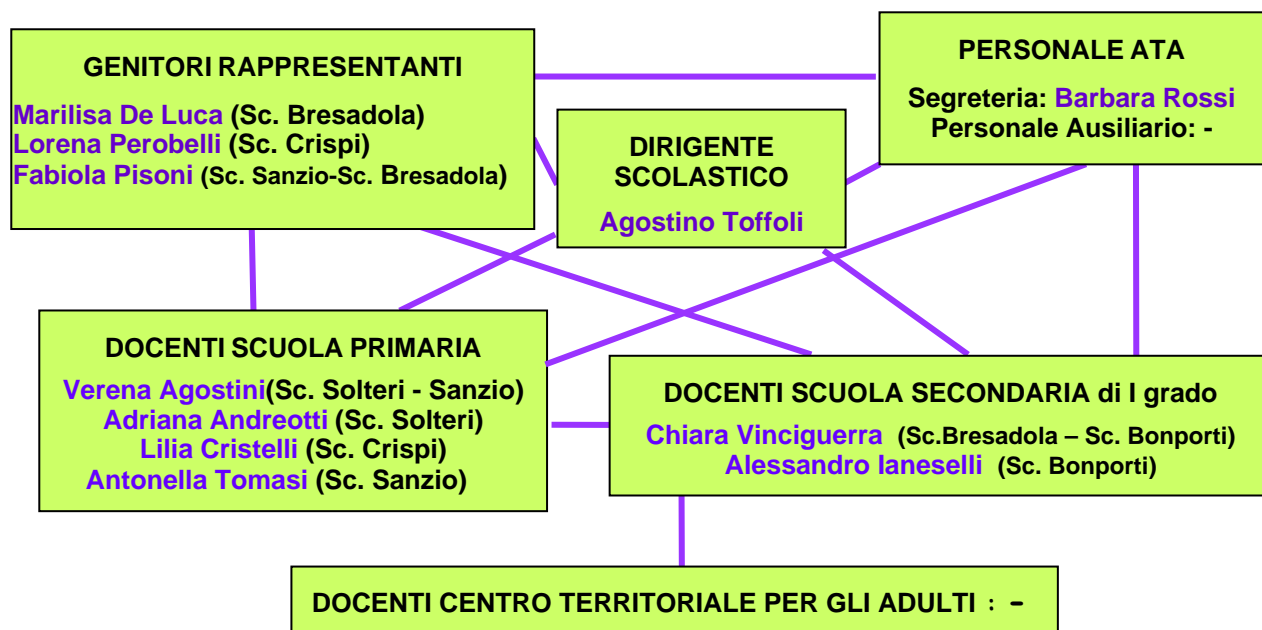 GENITORI RAPPRESENTANTI
Marilisa De Luca (Sc. Bresadola)
Lorena Perobelli (Sc. Crispi)
Fabiola Pisoni (Sc. Sanzio-Sc. Bresadola)
PERSONALE ATA
Segreteria: Barbara Rossi
Personale Ausiliario: -
DIRIGENTE
SCOLASTICO
Agostino Toffoli
DOCENTI SCUOLA PRIMARIA
Verena Agostini(Sc. Solteri - Sanzio)
Adriana Andreotti (Sc. Solteri)
Lilia Cristelli (Sc. Crispi)
Antonella Tomasi (Sc. Sanzio)
DOCENTI SCUOLA SECONDARIA di I grado
Chiara Vinciguerra (Sc.Bresadola – Sc. Bonporti)
Alessandro Ianeselli (Sc. Bonporti)
DOCENTI CENTRO TERRITORIALE PER GLI ADULTI : -